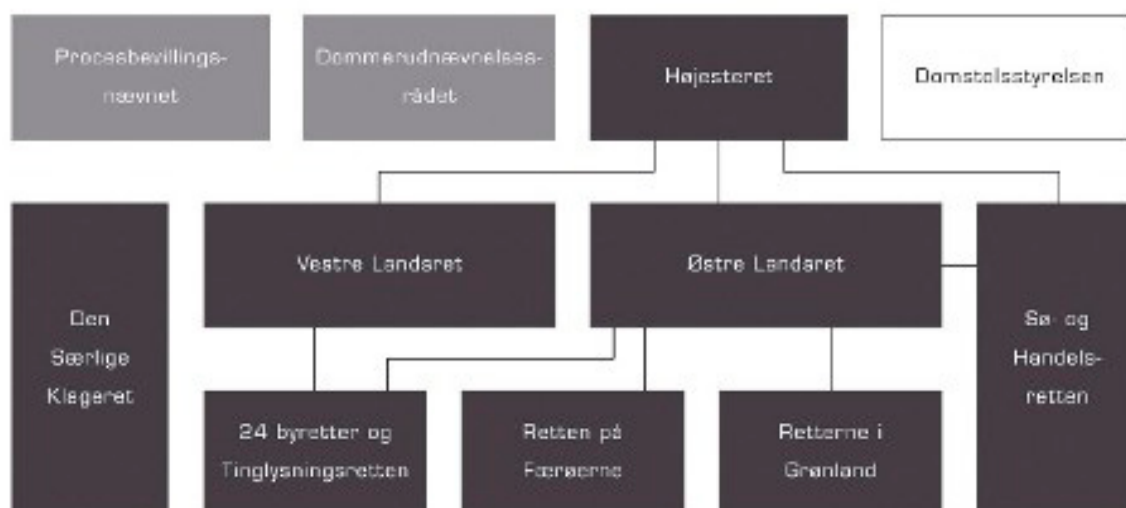 Procesbevillings-
nævnet
Dommerudnævnelses-
rådet
Højesteret
Domstolsstyrelsen
Vestre Landsret
Østre Landsret
Den
Særlige
Klageret
Sø- og
Handels-
retten
24 byretter og
Tinglysningsretten
Retten på
Færøerne
Retterne i
Grønland